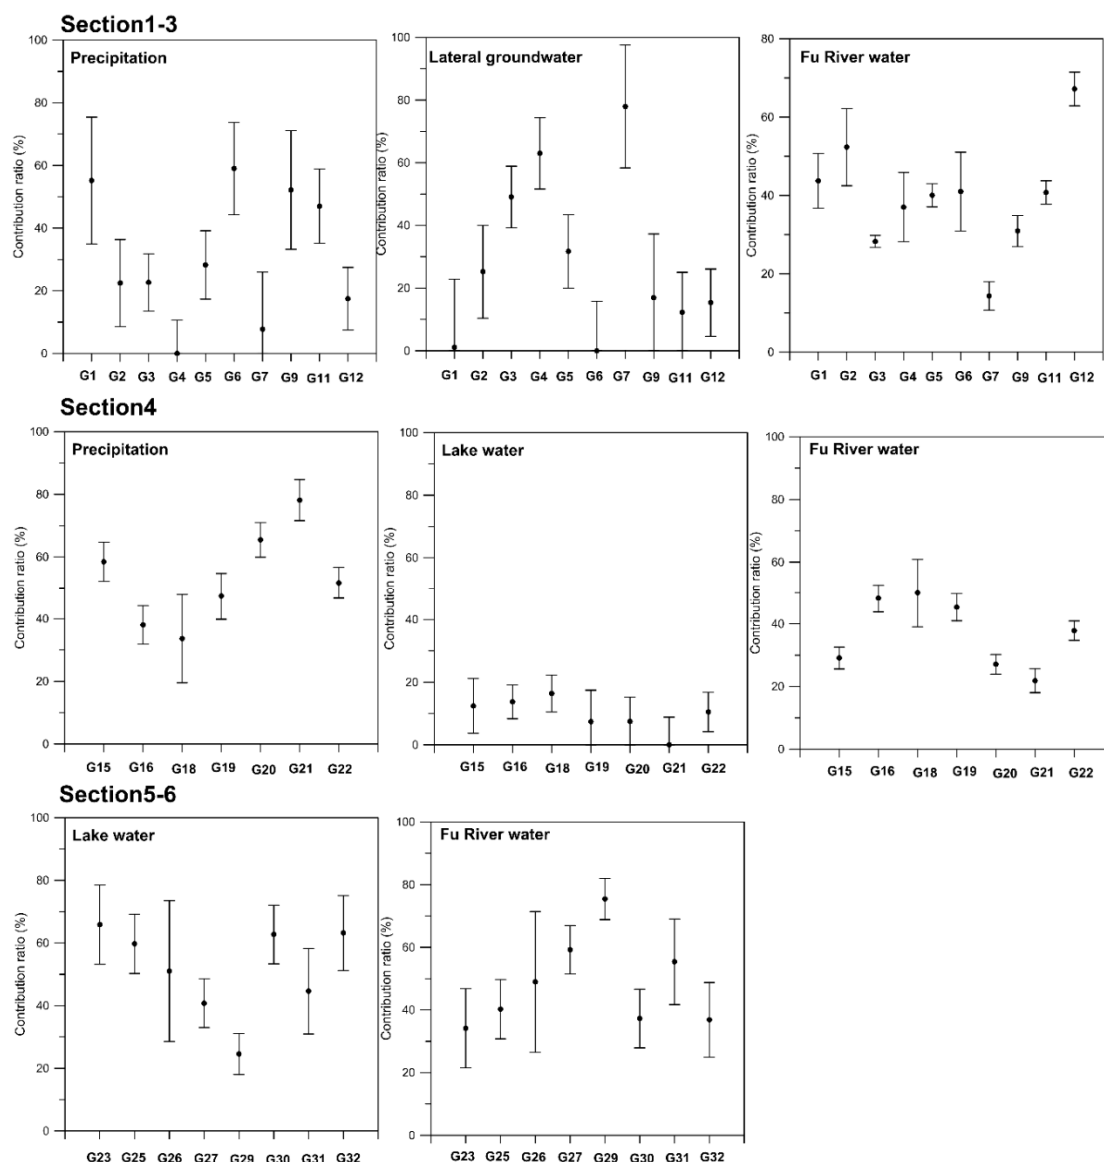 Section1-3
Precipitation
Contribution ratio (%)
100
80
60
40
20
0
G1 G2 G3 G4 G5 G6 G7 G9 G11 G12
Lateral groundwater
Contribution ratio (%)
100
80
60
40
20
0
G1 G2 G3 G4 G5 G6 G7 G9 G11 G12
Fu River water
Contribution ratio (%)
80
60
40
20
0
G1 G2 G3 G4 G5 G6 G7 G9 G11 G12
Section4
Precipitation
Contribution ratio (%)
100
80
60
40
20
0
G15 G16 G18 G19 G20 G21 G22
Lake water
Contribution ratio (%)
100
80
60
40
20
0
G15 G16 G18 G19 G20 G21 G22
Fu River water
Contribution ratio (%)
100
80
60
40
20
0
G15 G16 G18 G19 G20 G21 G22
Section5-6
Lake water
Contribution ratio (%)
100
80
60
40
20
0
G23 G25 G26 G27 G29 G30 G31 G32
Fu River water
Contribution ratio (%)
100
80
60
40
20
0
G23 G25 G26 G27 G29 G30 G31 G32